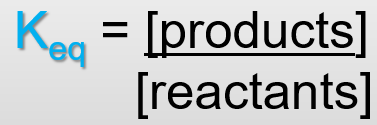 Keq = [products]
[reactants]